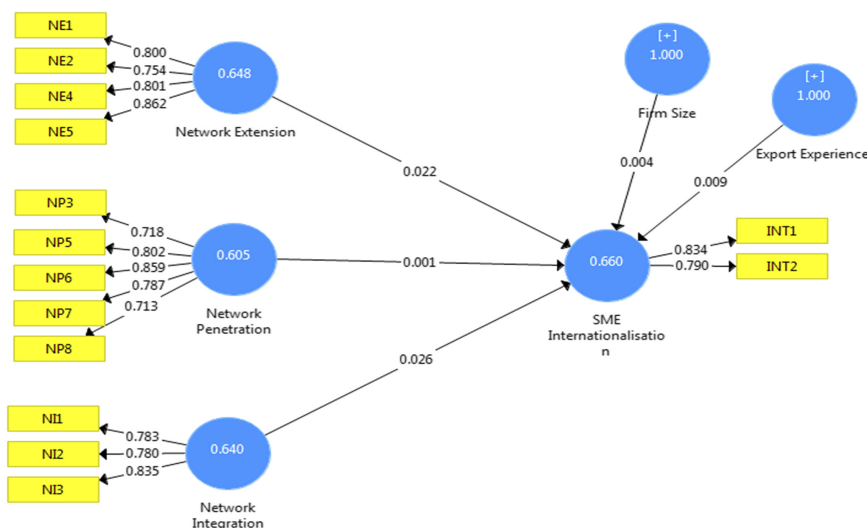 NE1
0.800
NE2
0.754
NE4
0.801
NE5
0.862
0.648
Network Extension
[+]
1.000
Firm Size
[+]
1.000
Export Experience
0.022
0.004
0.009
NP3
0.718
NP5
0.802
NP6
0.859
NP7
0.787
NP8
0.713
0.605
Network
Penetration
0.001
0.660
SME
Internationalisatio
n
0.834
INT1
0.790
INT2
0.026
NI1
0.783
NI2
0.780
NI3
0.835
0.640
Network
Integration